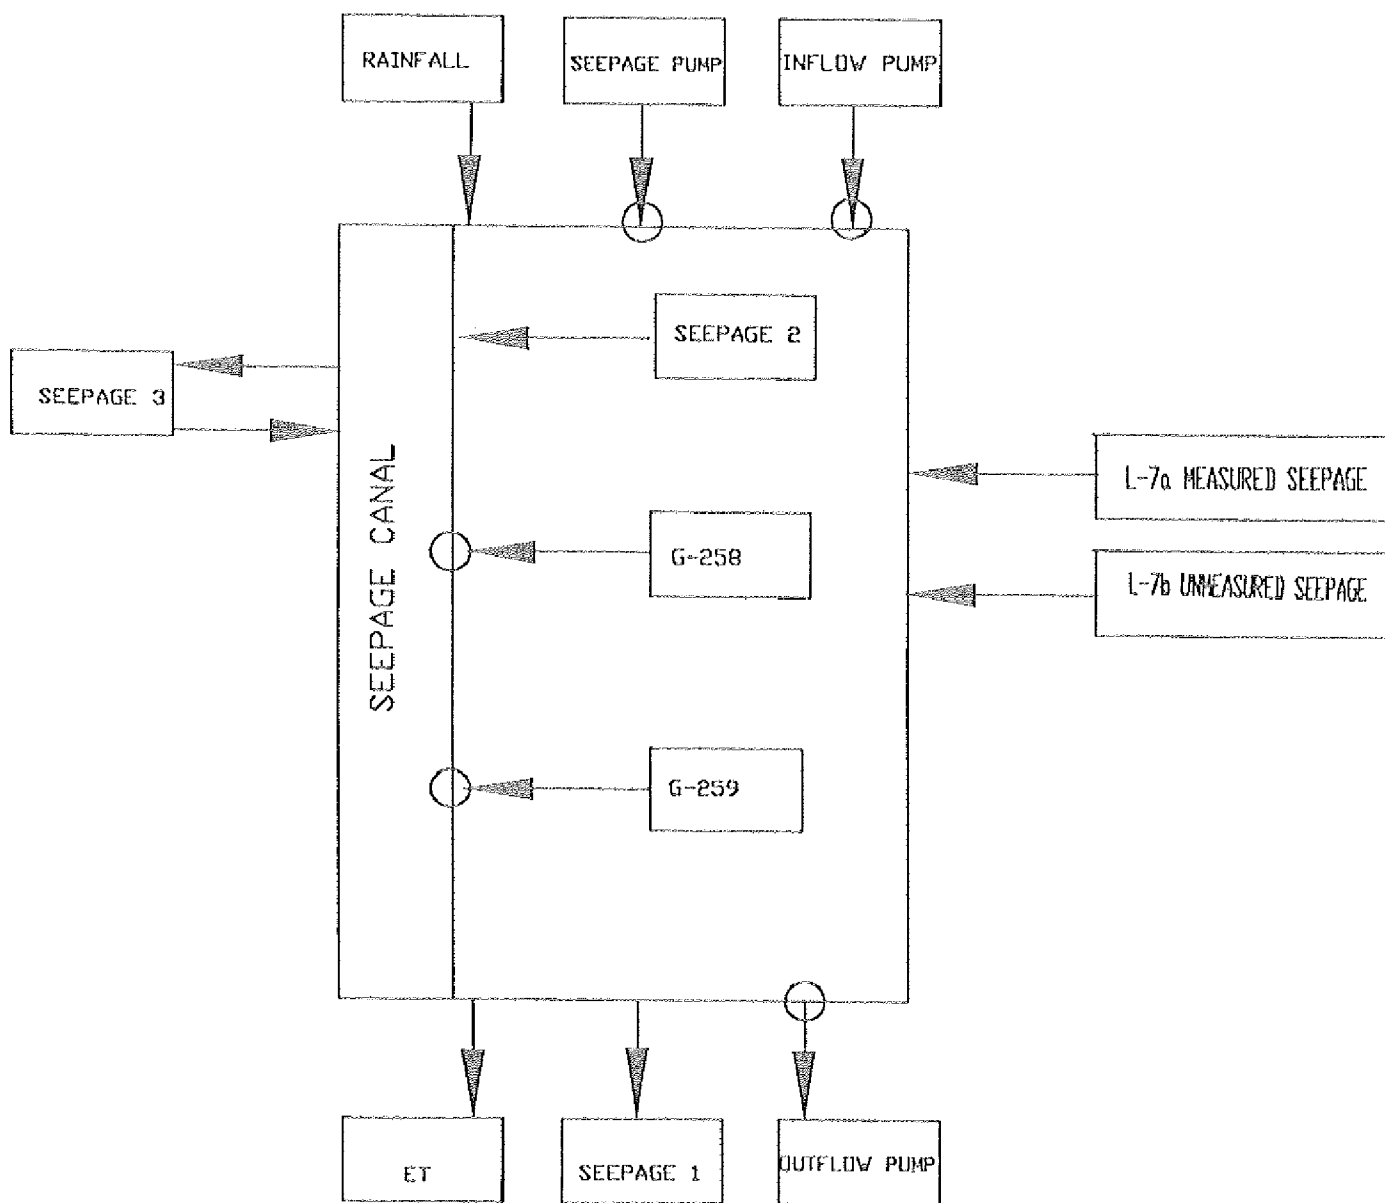 RAINFALL
SEEPAGE PUMP
INFLOW PUMP
SEEPAGE 2
SEEPAGE 3
SEEPAGE CANAL
L-7a MEASURED SEEPAGE
G-258
L-7b UNMEASURED SEEPAGE
G-259
ET
SEEPAGE 1
OUTFLOW PUMP